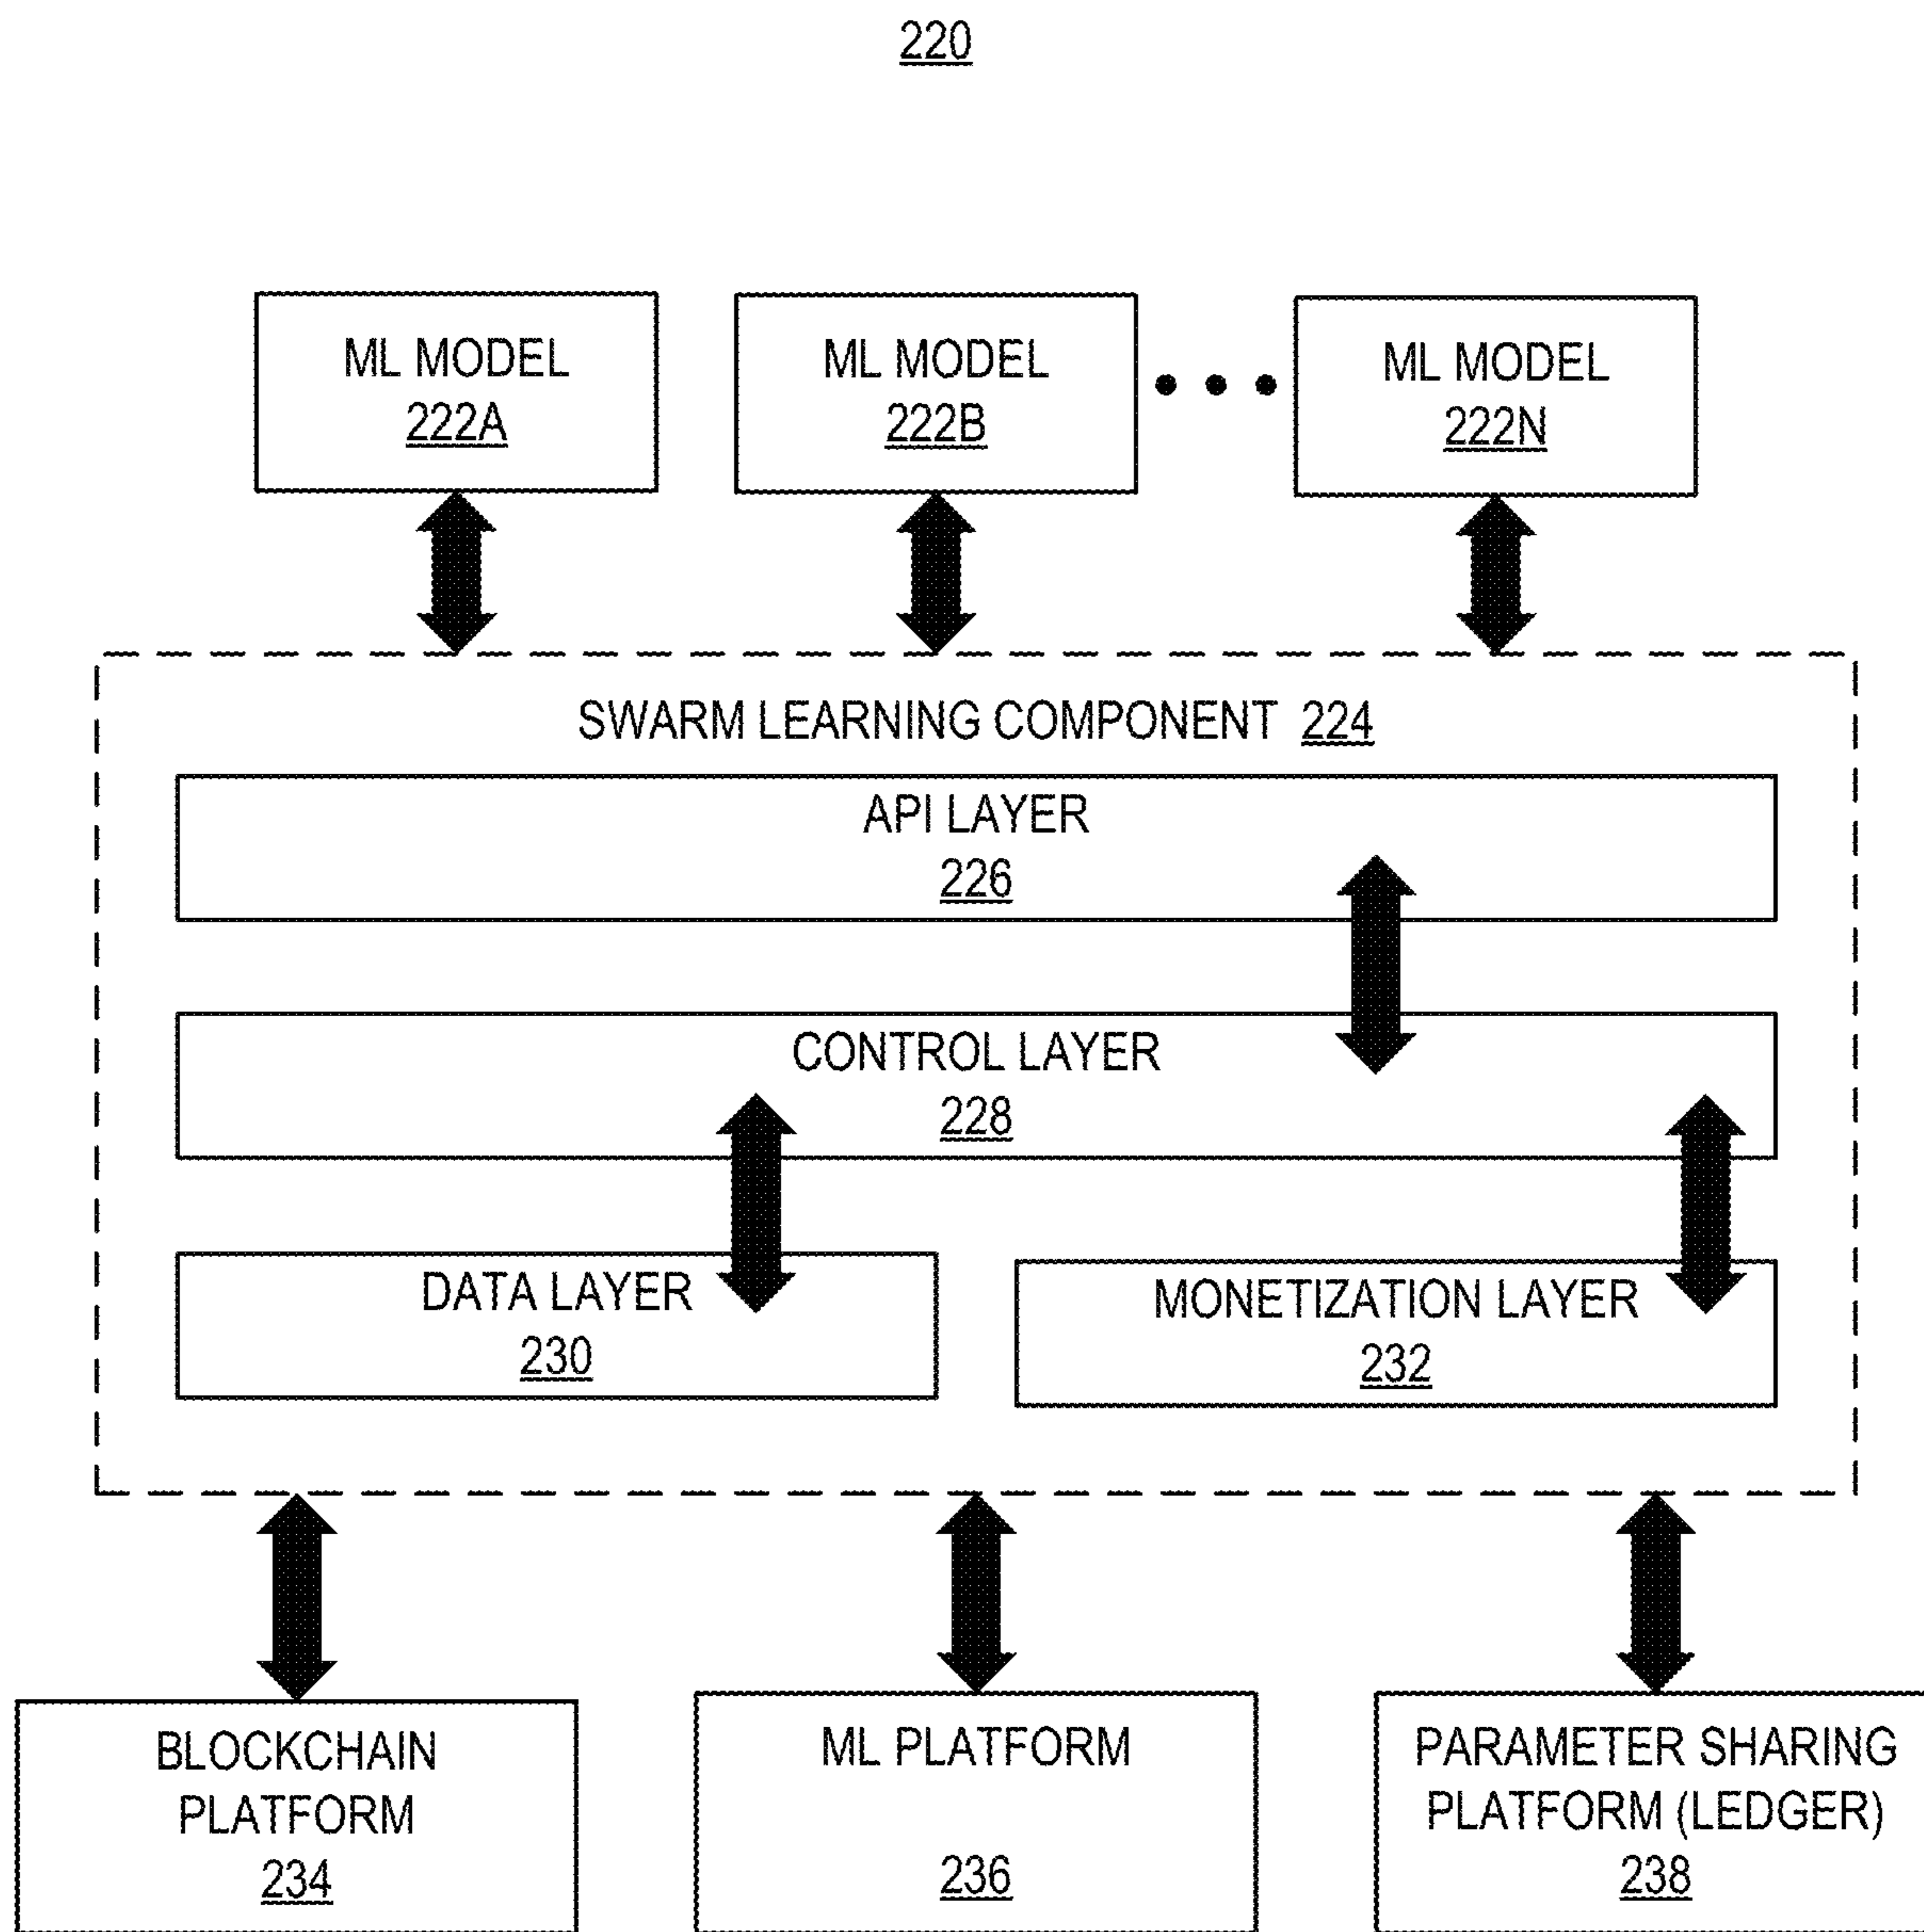 220
ML MODEL
222A
ML MODEL
222B
ML MODEL
222N
SWARM LEARNING COMPONENT 224
API LAYER
226
CONTROL LAYER
228
DATA LAYER
230
MONETIZATION LAYER
232
BLOCKCHAIN
PLATFORM
234
ML PLATFORM
236
PARAMETER SHARING
PLATFORM (LEDGER)
238